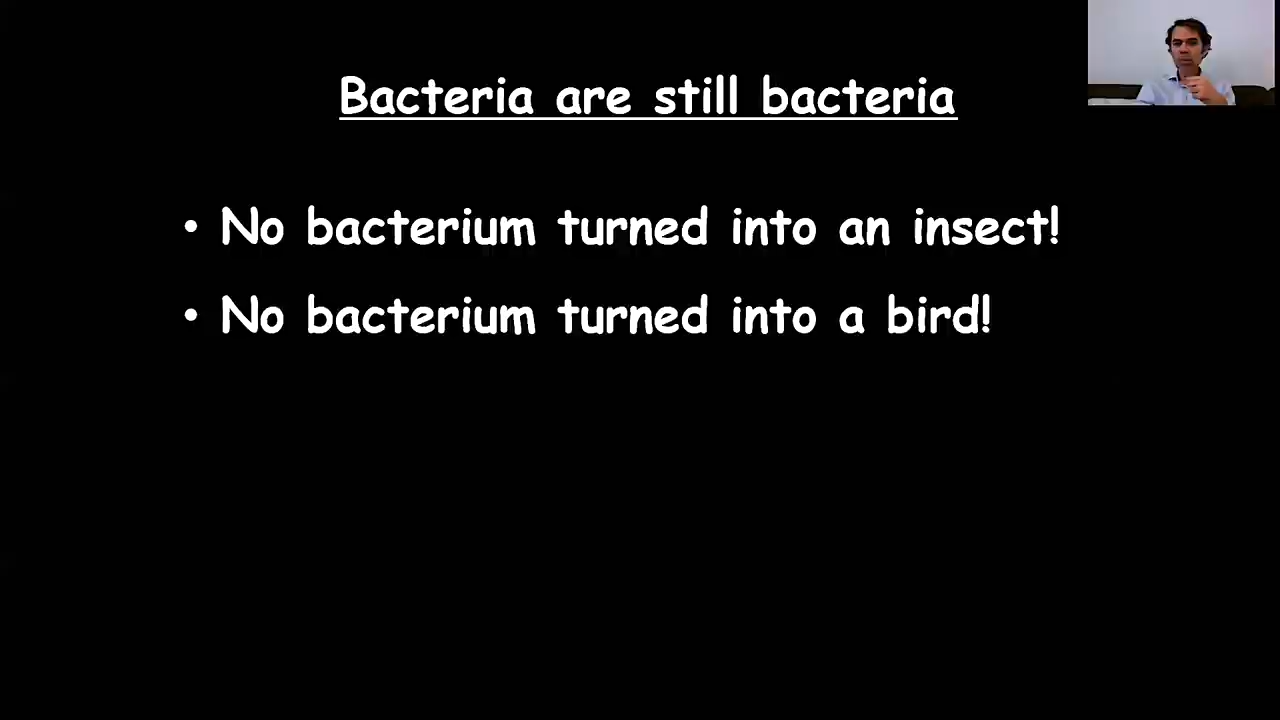 Bacteria are still bacteria
• No bacterium turned into an insect!
• No bacterium turned into a bird!